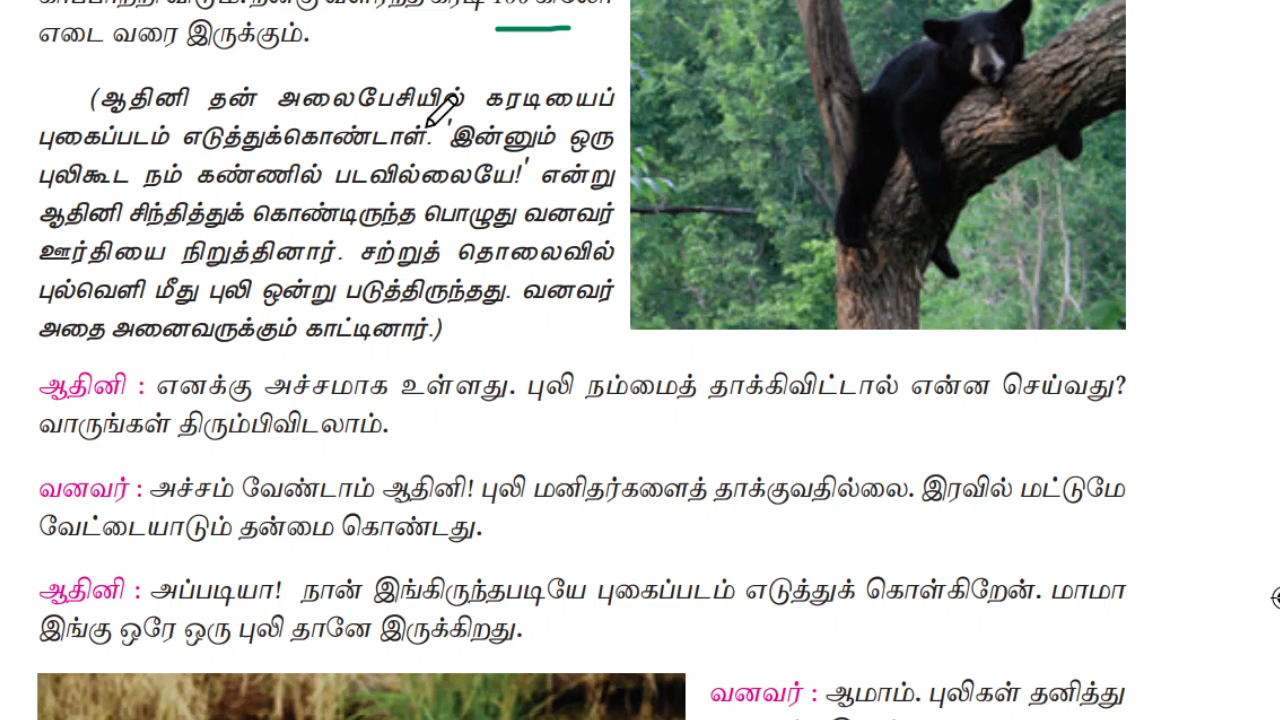 எடை வரை இருக்கும்.
(ஆதினி தன் அலைபேசியில் கரடியைப்
புகைப்படம் எடுத்துக்கொண்டாள். 'இன்னும் ஒரு
புலிகூட நம் கண்ணில் படவில்லையே!' என்று
ஆதினி சிந்தித்துக் கொண்டிருந்த பொழுது வனவர்
ஊர்தியை நிறுத்தினார். சற்றுத் தொலைவில்
புல்வெளி மீது புலி ஒன்று படுத்திருந்தது. வனவர்
அதை அனைவருக்கும் காட்டினார்.)
ஆதினி : எனக்கு அச்சமாக உள்ளது. புலி நம்மைத் தாக்கிவிட்டால் என்ன செய்வது?
வாருங்கள் திரும்பிவிடலாம்.
வனவர் : அச்சம் வேண்டாம் ஆதினி! புலி மனிதர்களைத் தாக்குவதில்லை. இரவில் மட்டுமே
வேட்டையாடும் தன்மை கொண்டது.
ஆதினி : அப்படியா! நான் இங்கிருந்தபடியே புகைப்படம் எடுத்துக் கொள்கிறேன். மாமா
இங்கு ஒரே ஒரு புலி தானே இருக்கிறது.
வனவர் : ஆமாம். புலிகள் தனித்து